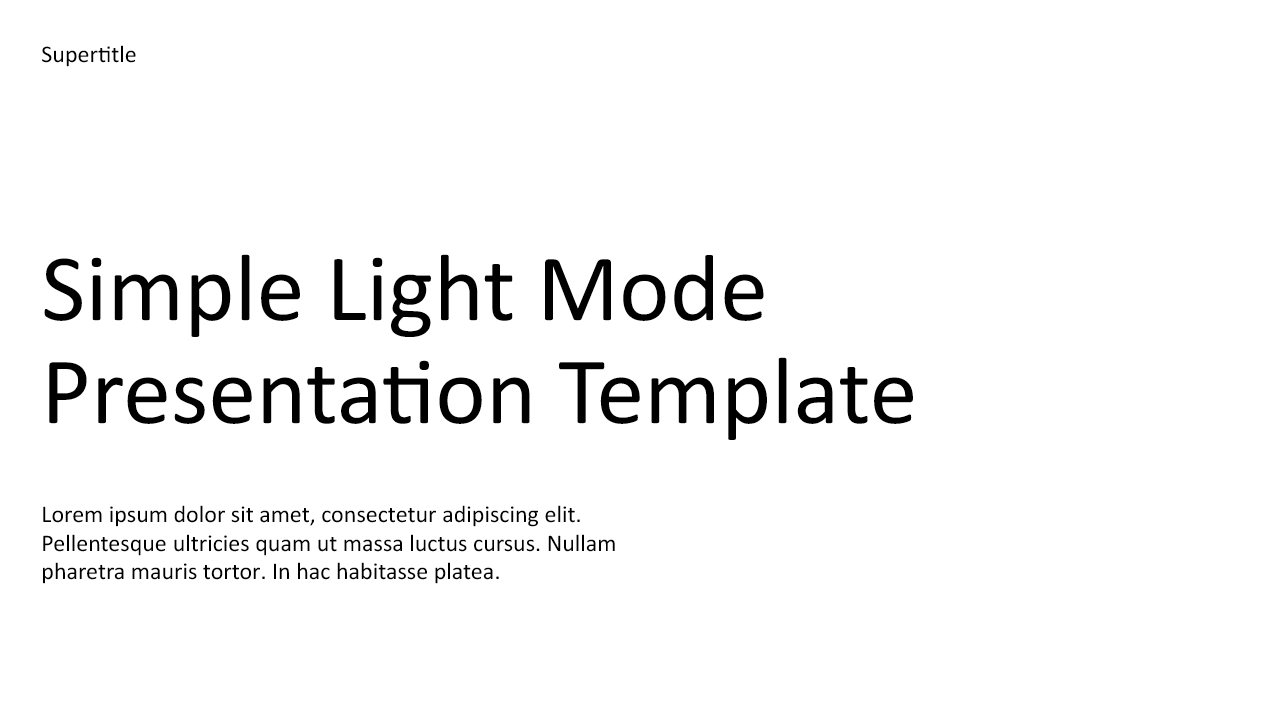 Supertitle
Simple Light Mode
Presentation Template
Lorem ipsum dolor sit amet, consectetur adipiscing elit.
Pellentesque ultricies quam ut massa luctus cursus. Nullam
pharetra mauris tortor. In hac habitasse platea.